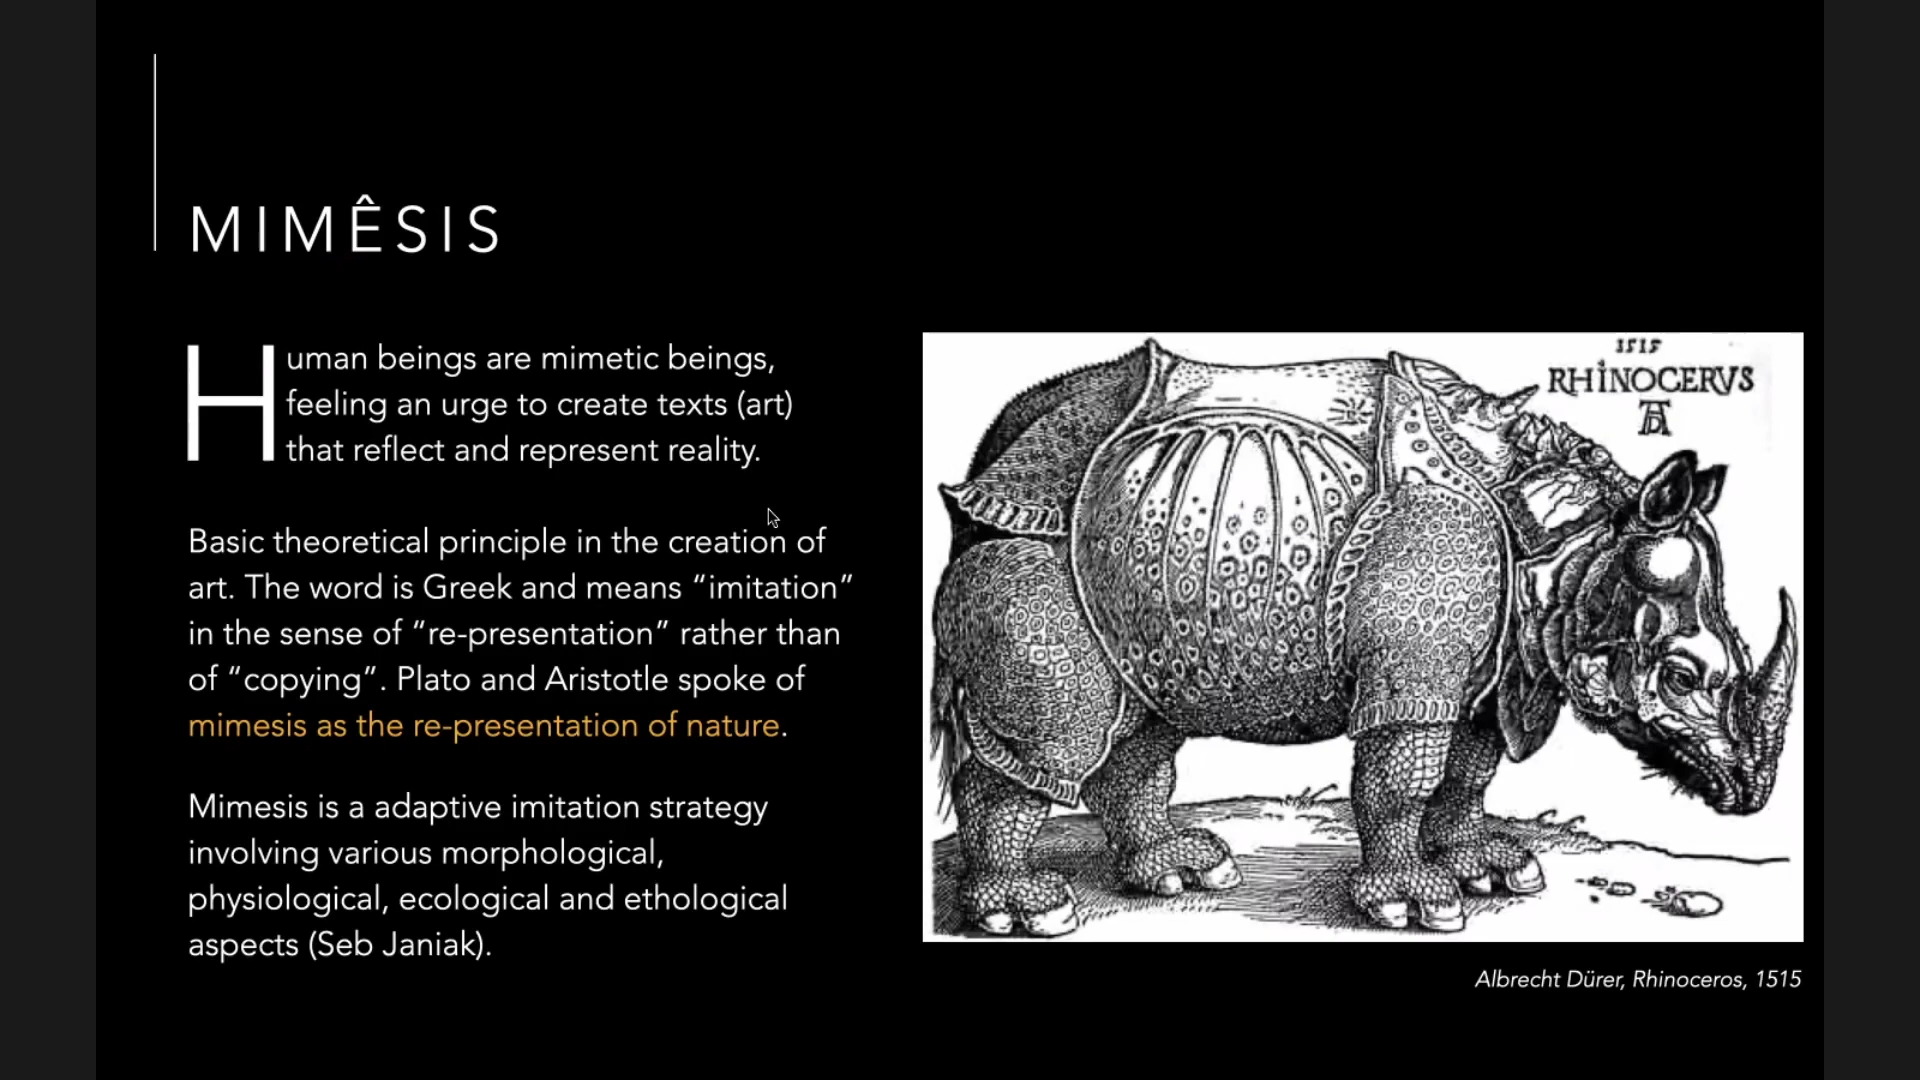 MIMÊSIS
Human beings are mimetic beings,
feeling an urge to create texts (art)
that reflect and represent reality.
Basic theoretical principle in the creation of
art. The word is Greek and means “imitation”
in the sense of “re-presentation” rather than
of “copying”. Plato and Aristotle spoke of
mimesis as the re-presentation of nature.
Mimesis is a adaptive imitation strategy
involving various morphological,
physiological, ecological and ethological
aspects (Seb Janiak).
1515
RHINOCERVS
AD
Albrecht Dürer, Rhinoceros, 1515